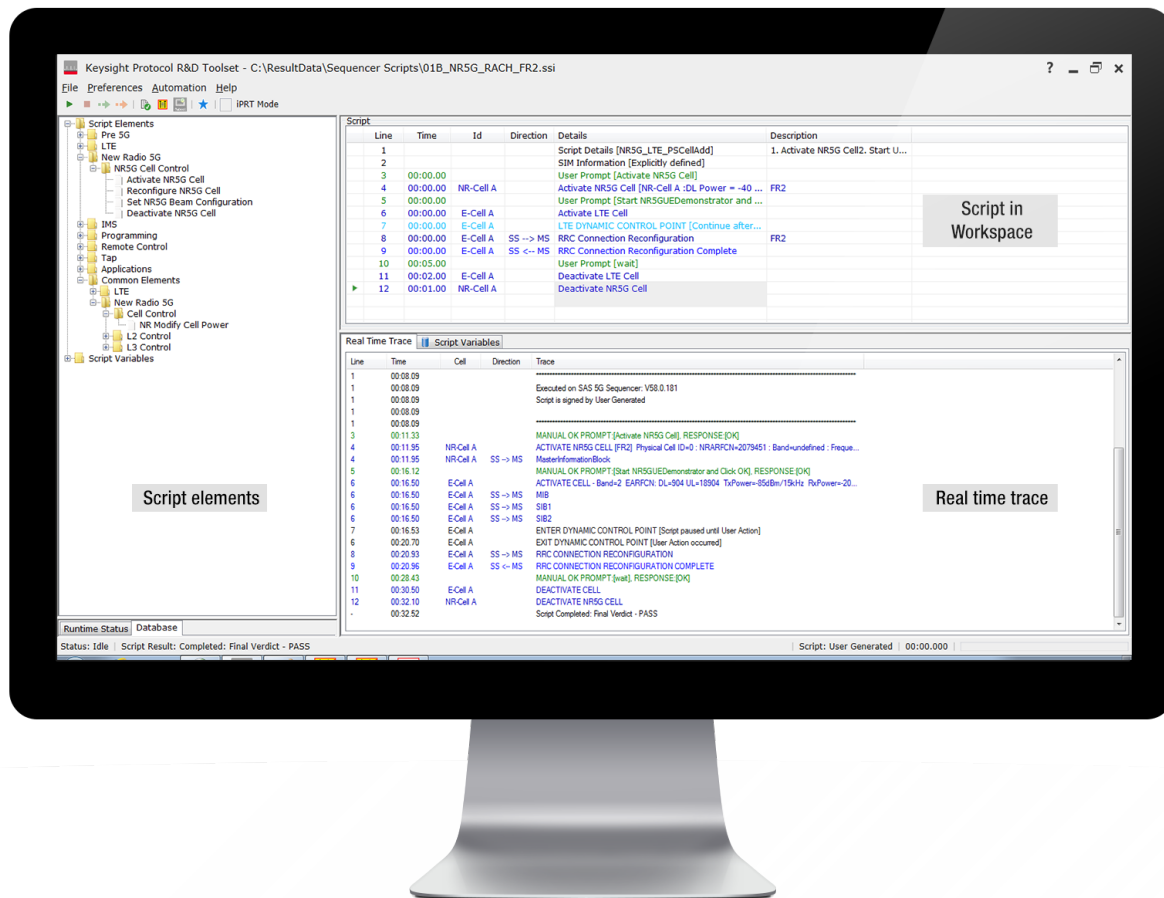 Keysight Protocol R&D Toolset - C:\ResultData\Sequencer Scripts\01B_NR5G_RACH_FR2.ssi
File Preferences Automation Help
iPRT Mode
Script Elements
Pre 5G
LTE
New Radio 5G
NR5G Cell Control
Activate NR5G Cell
Reconfigure NR5G Cell
Set NR5G Beam Configuration
Deactivate NR5G Cell
IMS
Programming
Remote Control
Tap
Applications
Common Elements
LTE
New Radio 5G
Cell Control
NR Modify Cell Power
L2 Control
L3 Control
Script Variables
Script elements
Runtime Status Database
Script
Line Time Id Direction Details Description
1 Script Details [NR5G_LTE_PSCellAdd] 1. Activate NR5G Cell2. Start U...
2 SIM Information [Explicitly defined]
3 00:00.00 User Prompt [Activate NR5G Cell]
4 00:00.00 NR-Cell A Activate NR5G Cell [NR-Cell A :DL Power = -40 ... FR2
5 00:00.00 User Prompt [Start NR5GUEDemonstrator and ...
6 00:00.00 E-Cell A Activate LTE Cell
7 00:00.00 E-Cell A LTE DYNAMIC CONTROL POINT [Continue after...
8 00:00.00 E-Cell A SS --> MS RRC Connection Reconfiguration FR2
9 00:00.00 E-Cell A SS <-- MS RRC Connection Reconfiguration Complete
10 00:05.00 User Prompt [wait]
11 00:02.00 E-Cell A Deactivate LTE Cell
12 00:01.00 NR-Cell A Deactivate NR5G Cell
Script in
Workspace
Real Time Trace Script Variables
Line Time Cell Direction Trace
1 00:08.09
1 00:08.09 Executed on SAS 5G Sequencer: V58.0.181
1 00:08.09 Script is signed by User Generated
1 00:08.09
1 00:08.09
3 00:11.33 MANUAL OK PROMPT:[Activate NR5G Cell], RESPONSE:[OK]
4 00:11.95 NR-Cell A ACTIVATE NR5G CELL [FR2] Physical Cell ID=0 : NRARFCN=2079451 : Band=undefined : Freque...
4 00:11.95 NR-Cell A SS --> MS MasterInformationBlock
5 00:16.12 MANUAL OK PROMPT:[Start NR5GUEDemonstrator and Click OK], RESPONSE:[OK]
6 00:16.50 E-Cell A ACTIVATE CELL - Band=2 EARFCN: DL=904 UL=18904 TxPower=-85dBm/15kHz RxPower=-20...
6 00:16.50 E-Cell A SS --> MS MIB
6 00:16.50 E-Cell A SS --> MS SIB1
6 00:16.50 E-Cell A SS --> MS SIB2
7 00:16.53 E-Cell A ENTER DYNAMIC CONTROL POINT [Script paused until User Action]
6 00:20.70 E-Cell A EXIT DYNAMIC CONTROL POINT [User Action occurred]
8 00:20.93 E-Cell A SS --> MS RRC CONNECTION RECONFIGURATION
9 00:20.96 E-Cell A SS <-- MS RRC CONNECTION RECONFIGURATION COMPLETE
10 00:28.43 MANUAL OK PROMPT:[wait], RESPONSE:[OK]
11 00:30.50 E-Cell A DEACTIVATE CELL
12 00:32.10 NR-Cell A DEACTIVATE NR5G CELL
- 00:32.52 Script Completed: Final Verdict - PASS
Real time trace
Status: Idle Script Result: Completed: Final Verdict - PASS Script: User Generated 00:00.000